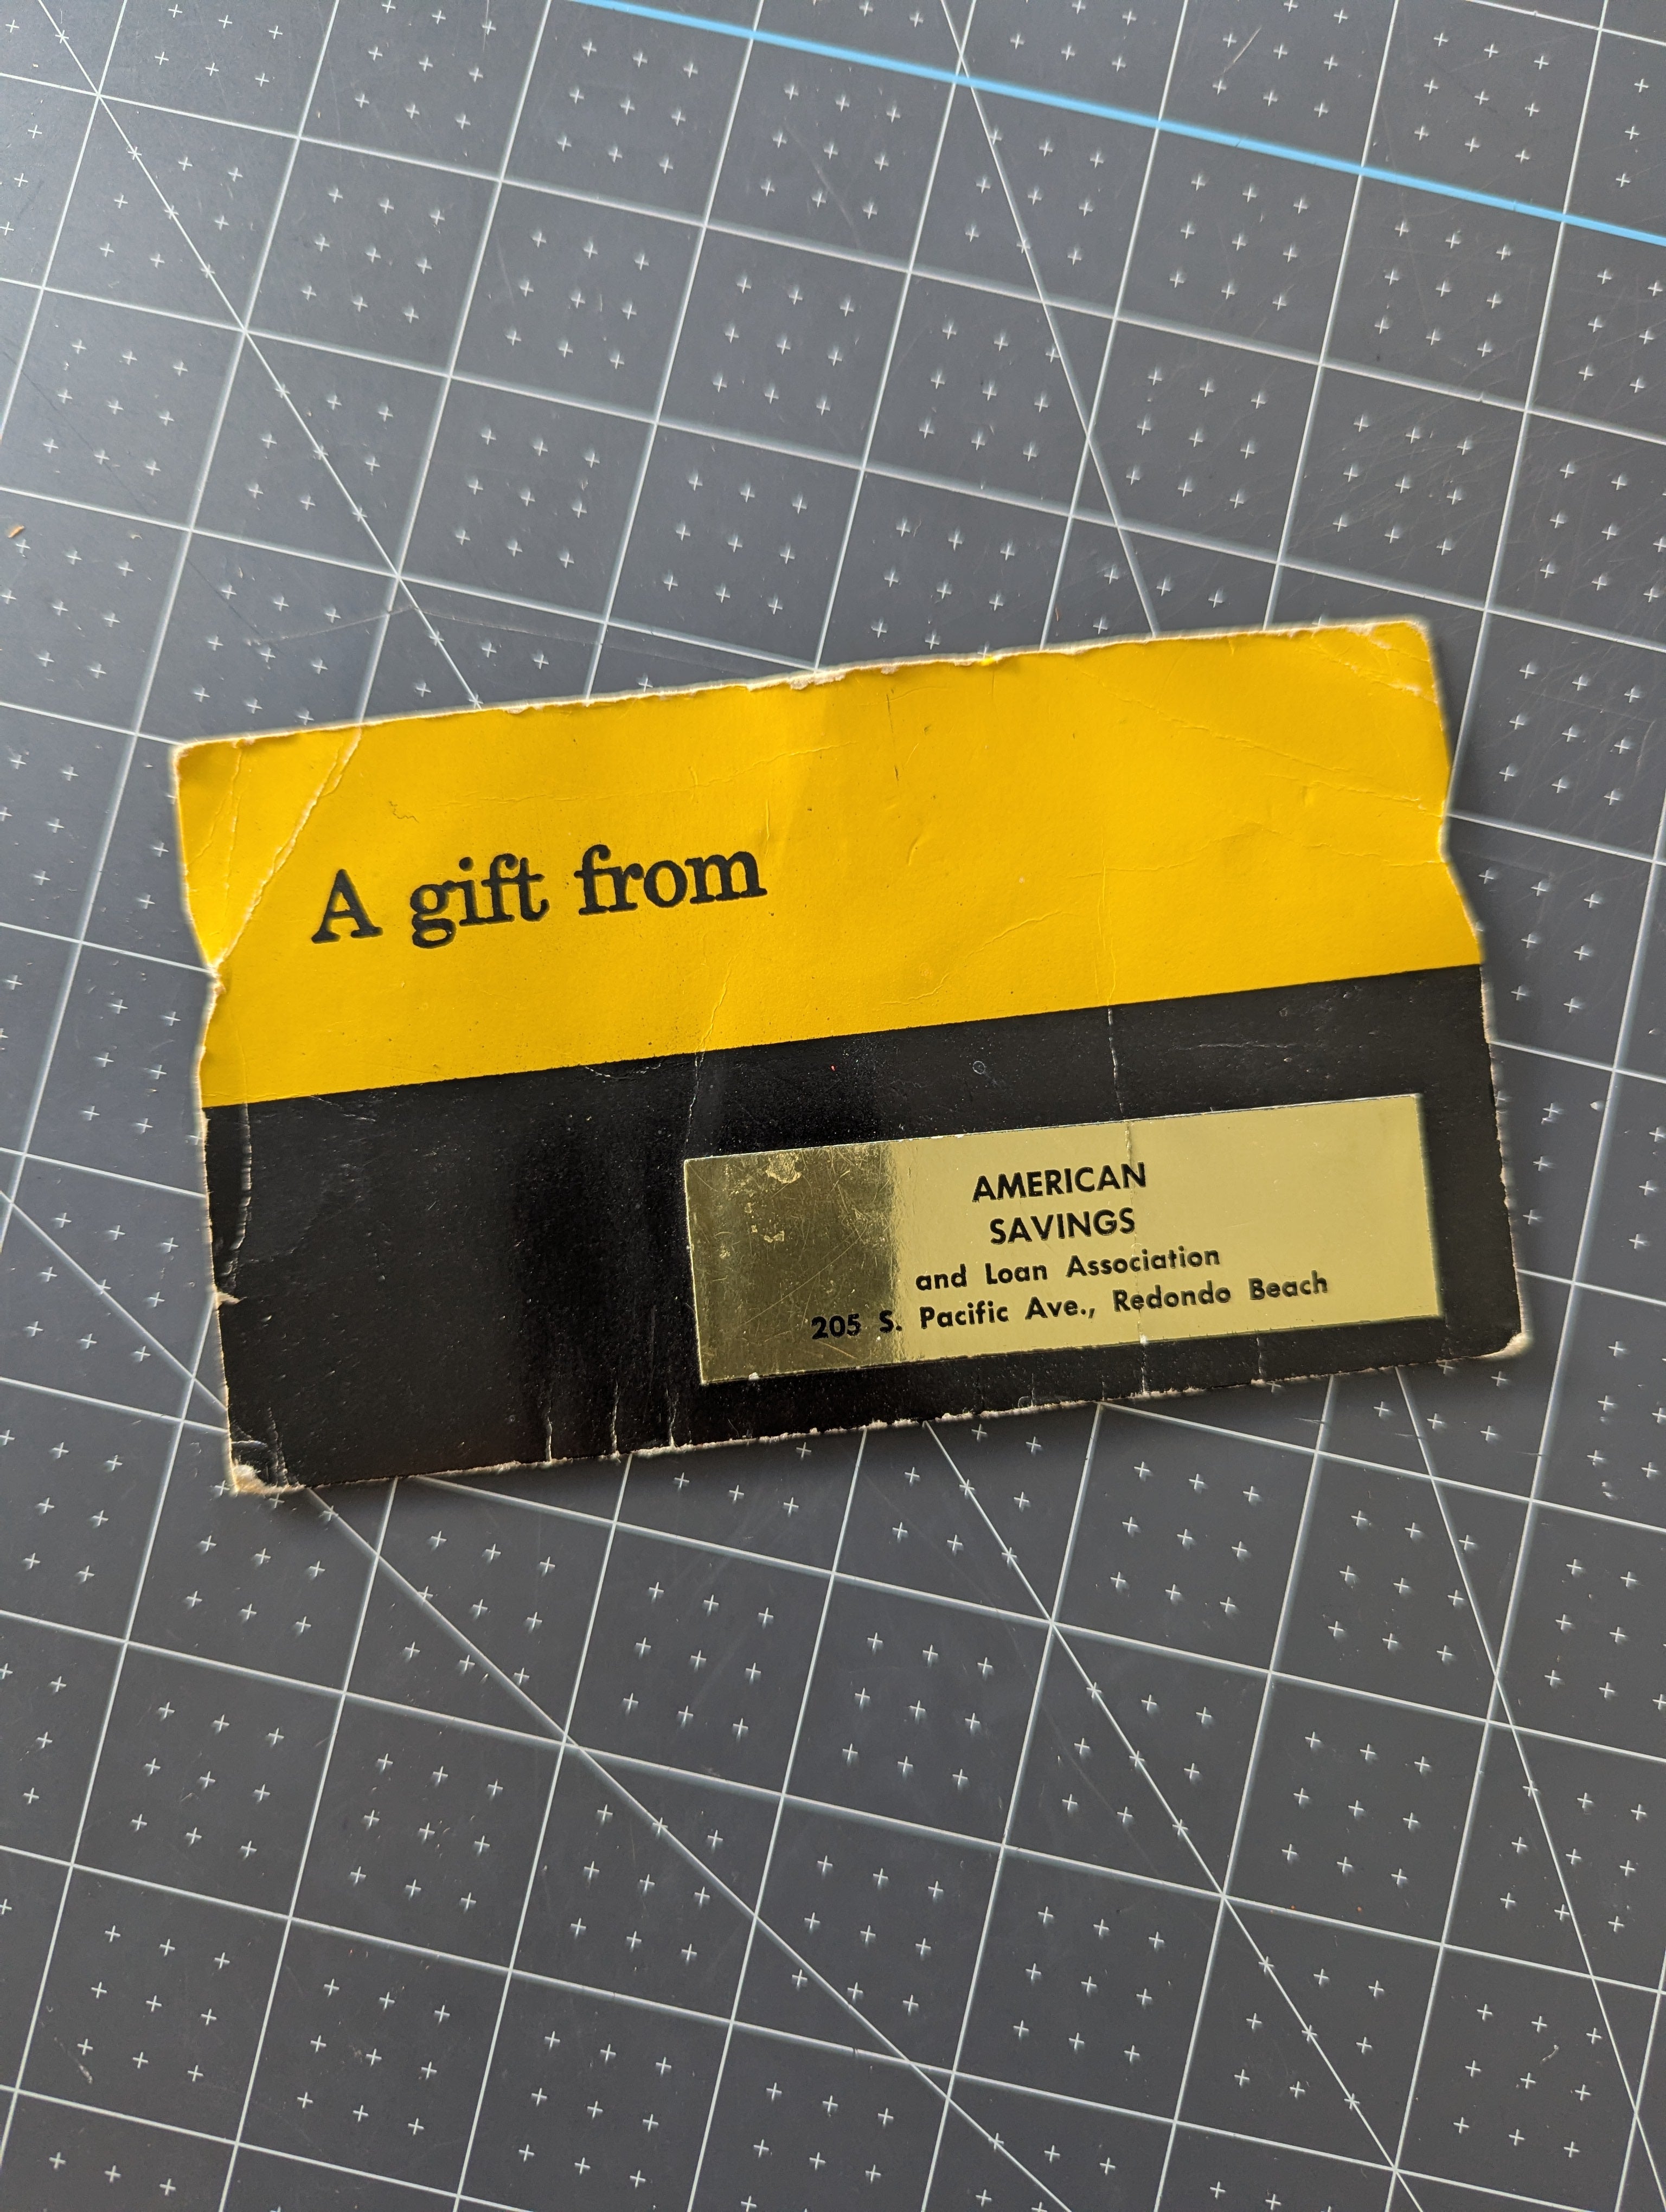 A gift from
AMERICAN
SAVINGS
and Loan Association
205 S. Pacific Ave., Redondo Beach